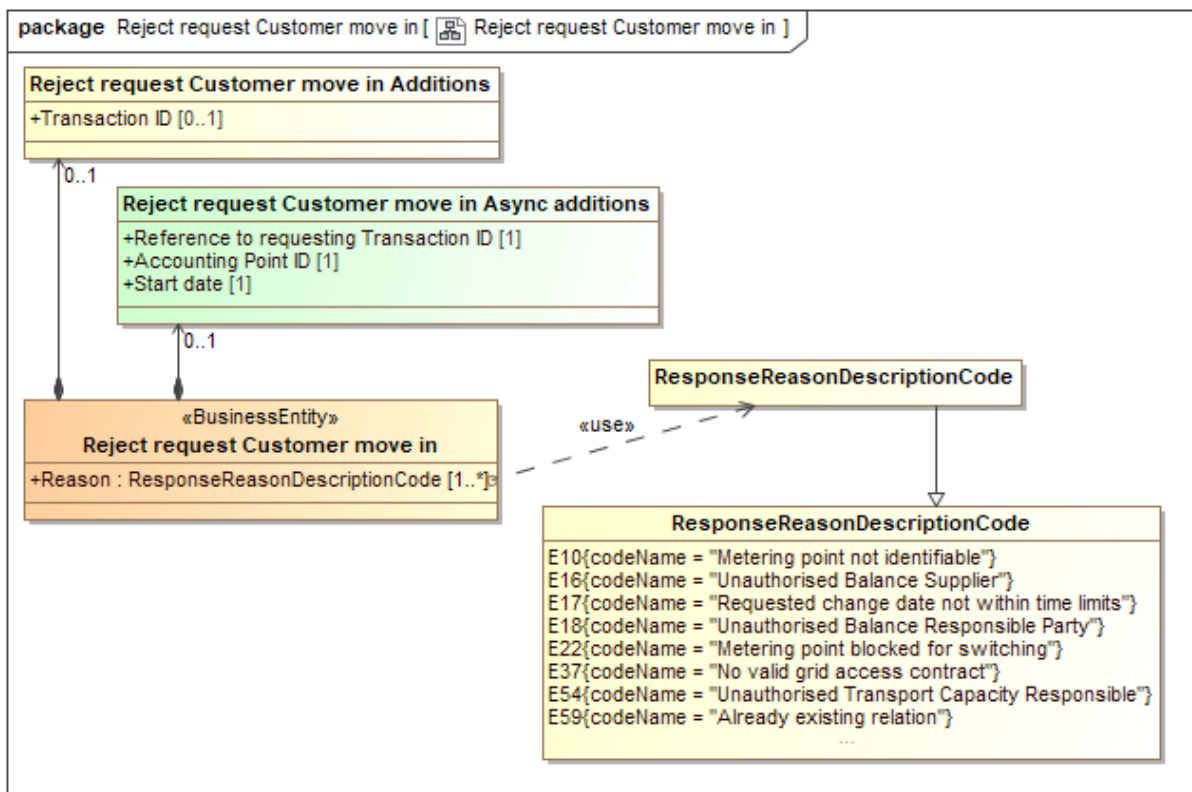 package Reject request Customer move in [ Reject request Customer move in ]
Reject request Customer move in Additions
+Transaction ID [0..1]
0..1
Reject request Customer move in Async additions
+Reference to requesting Transaction ID [1]
+Accounting Point ID [1]
+Start date [1]
0..1
ResponseReasonDescriptionCode
«use»
«BusinessEntity»
Reject request Customer move in
+Reason : ResponseReasonDescriptionCode [1..*]
ResponseReasonDescriptionCode
E10{codeName = "Metering point not identifiable"}
E16{codeName = "Unauthorised Balance Supplier"}
E17{codeName = "Requested change date not within time limits"}
E18{codeName = "Unauthorised Balance Responsible Party"}
E22{codeName = "Metering point blocked for switching"}
E37{codeName = "No valid grid access contract"}
E54{codeName = "Unauthorised Transport Capacity Responsible"}
E59{codeName = "Already existing relation"}
...